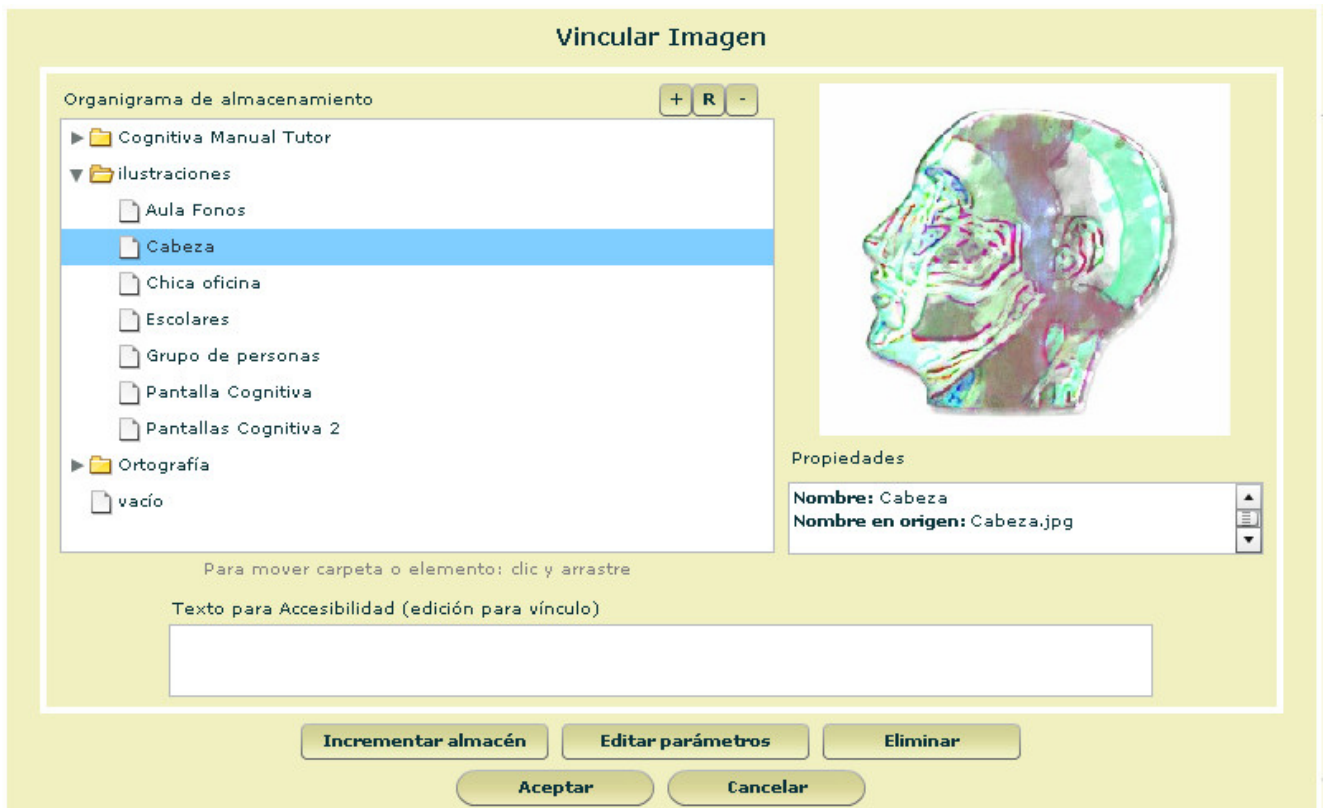 Vincular Imagen
Organigrama de almacenamiento
+ R -
Cognitiva Manual Tutor
ilustraciones
Aula Fonos
Cabeza
Chica oficina
Escolares
Grupo de personas
Pantalla Cognitiva
Pantallas Cognitiva 2
Ortografía
vacío
Propiedades
Nombre: Cabeza
Nombre en origen: Cabeza.jpg
Para mover carpeta o elemento: clic y arrastre
Texto para Accesibilidad (edición para vínculo)
Incrementar almacén Editar parámetros Eliminar
Aceptar Cancelar